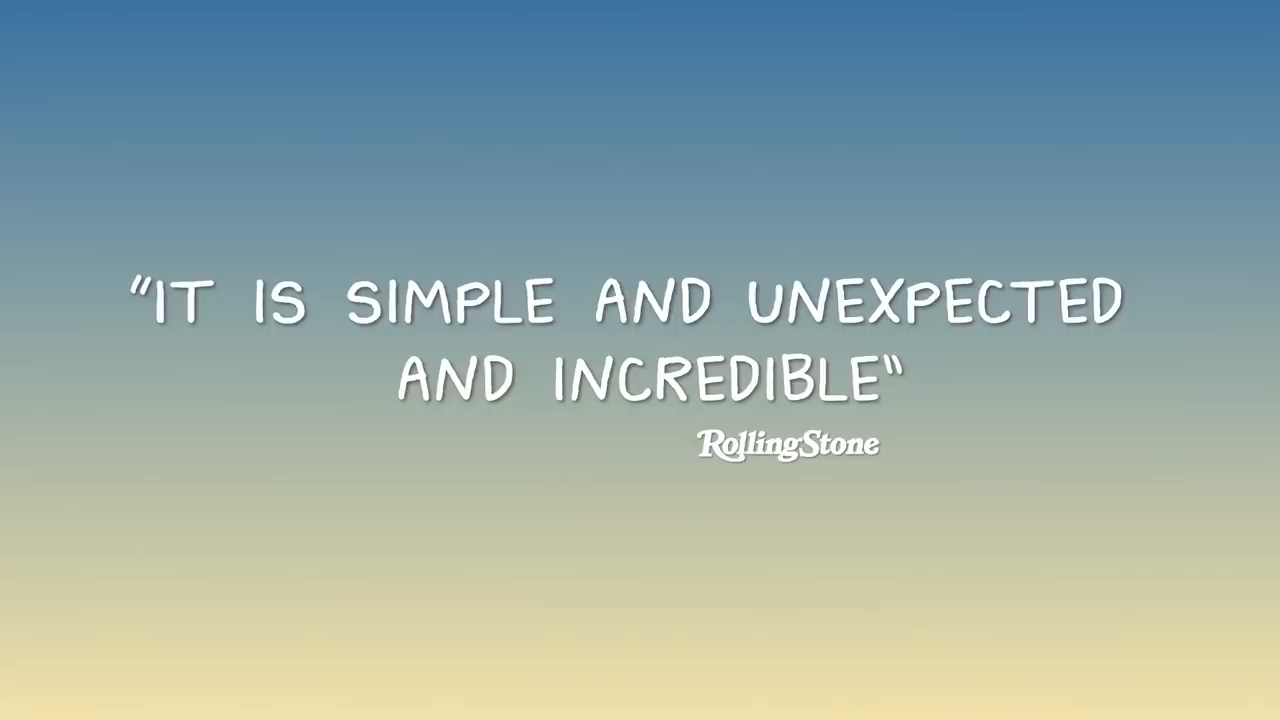 "IT IS SIMPLE AND UNEXPECTED
AND INCREDIBLE"
RollingStone